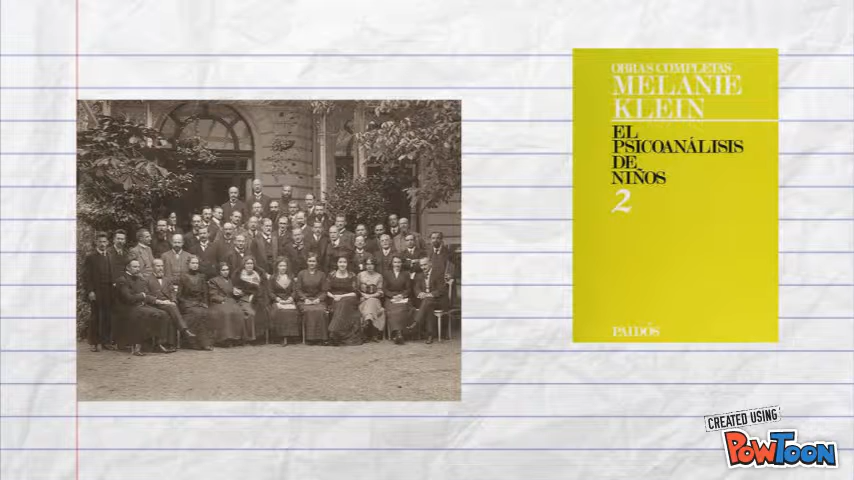 OBRAS COMPLETAS
MELANIE
KLEIN
EL
PSICOANÁLISIS
DE
NIÑOS
2
PAIDÓS
CREATED USING
POWTOON